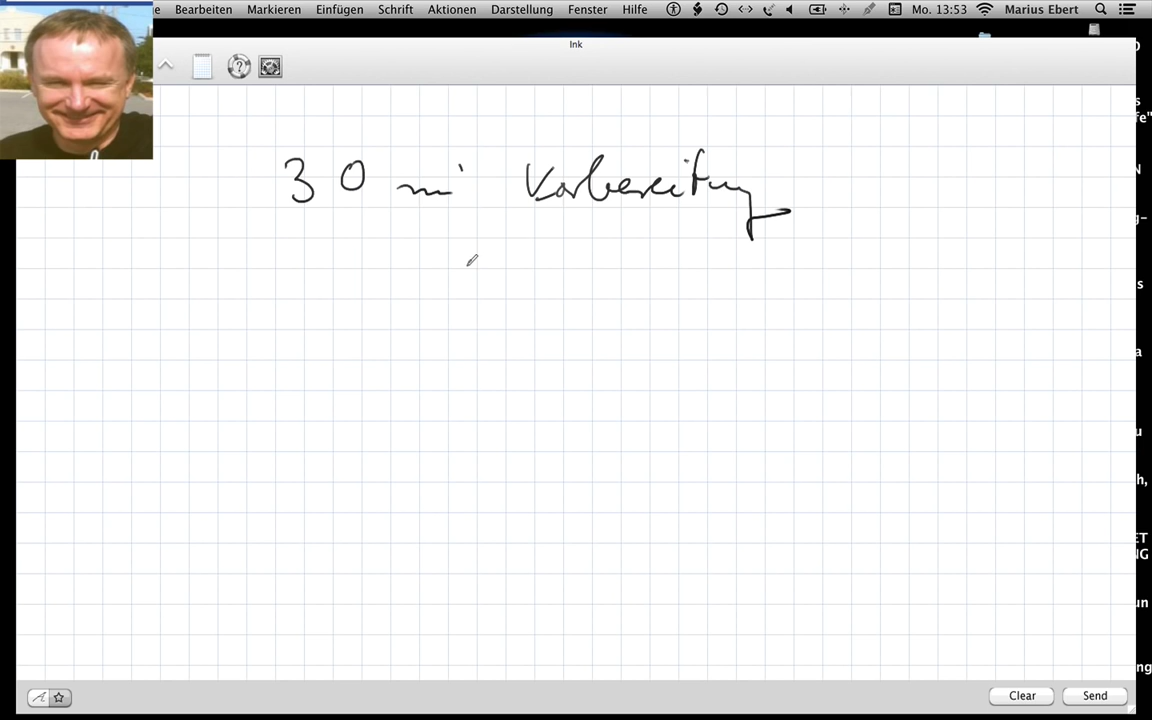 Bearbeiten Markieren Einfügen Schrift Aktionen Darstellung Fenster Hilfe Mo. 13:53 Marius Ebert
Ink
30 min Vorbereitung
Clear Send